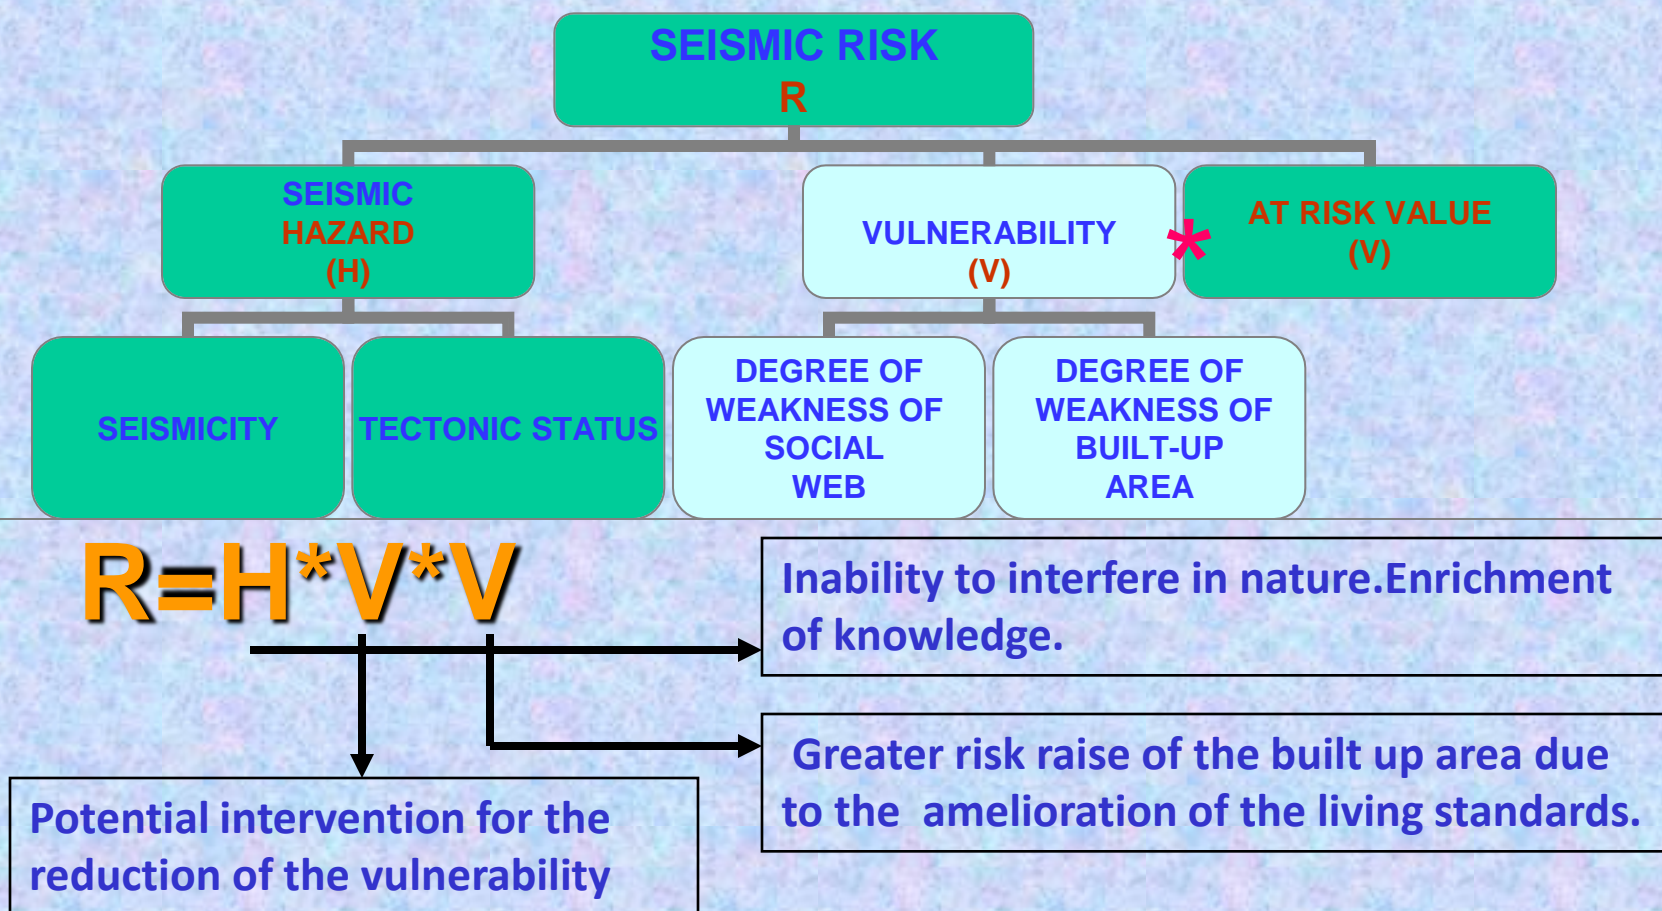 SEISMIC RISK
R
SEISMIC
HAZARD
(H)
VULNERABILITY
(V)
*
AT RISK VALUE
(V)
SEISMICITY
TECTONIC STATUS
DEGREE OF
WEAKNESS OF
SOCIAL
WEB
DEGREE OF
WEAKNESS OF
BUILT-UP
AREA
R=H*V*V
Inability to interfere in nature.Enrichment
of knowledge.
Greater risk raise of the built up area due
to the amelioration of the living standards.
Potential intervention for the
reduction of the vulnerability